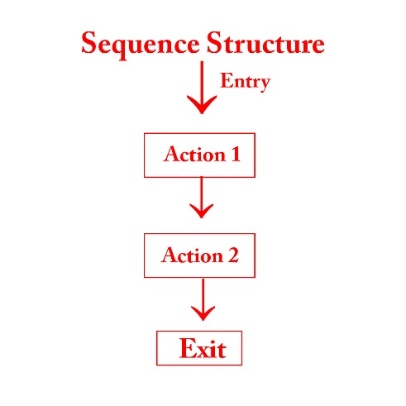 Sequence Structure
Entry
Action 1
Action 2
Exit